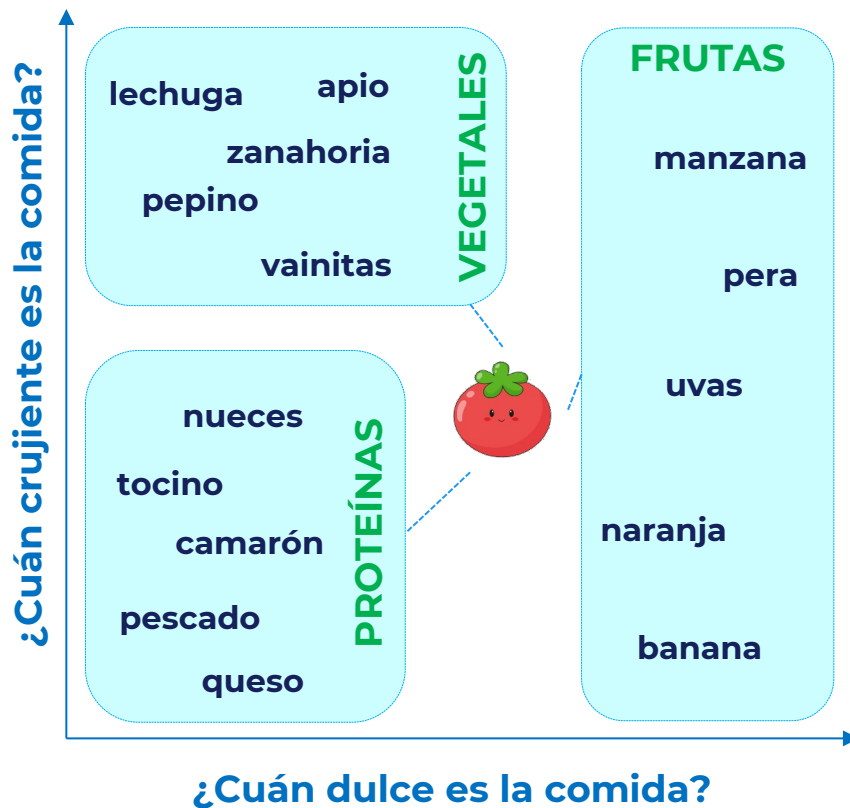 ¿Cuán crujiente es la comida?
lechuga
apio
zanahoria
pepino
vainitas
VEGETALES
FRUTAS
manzana
pera
uvas
naranja
banana
nueces
tocino
camarón
pescado
queso
PROTEÍNAS
¿Cuán dulce es la comida?